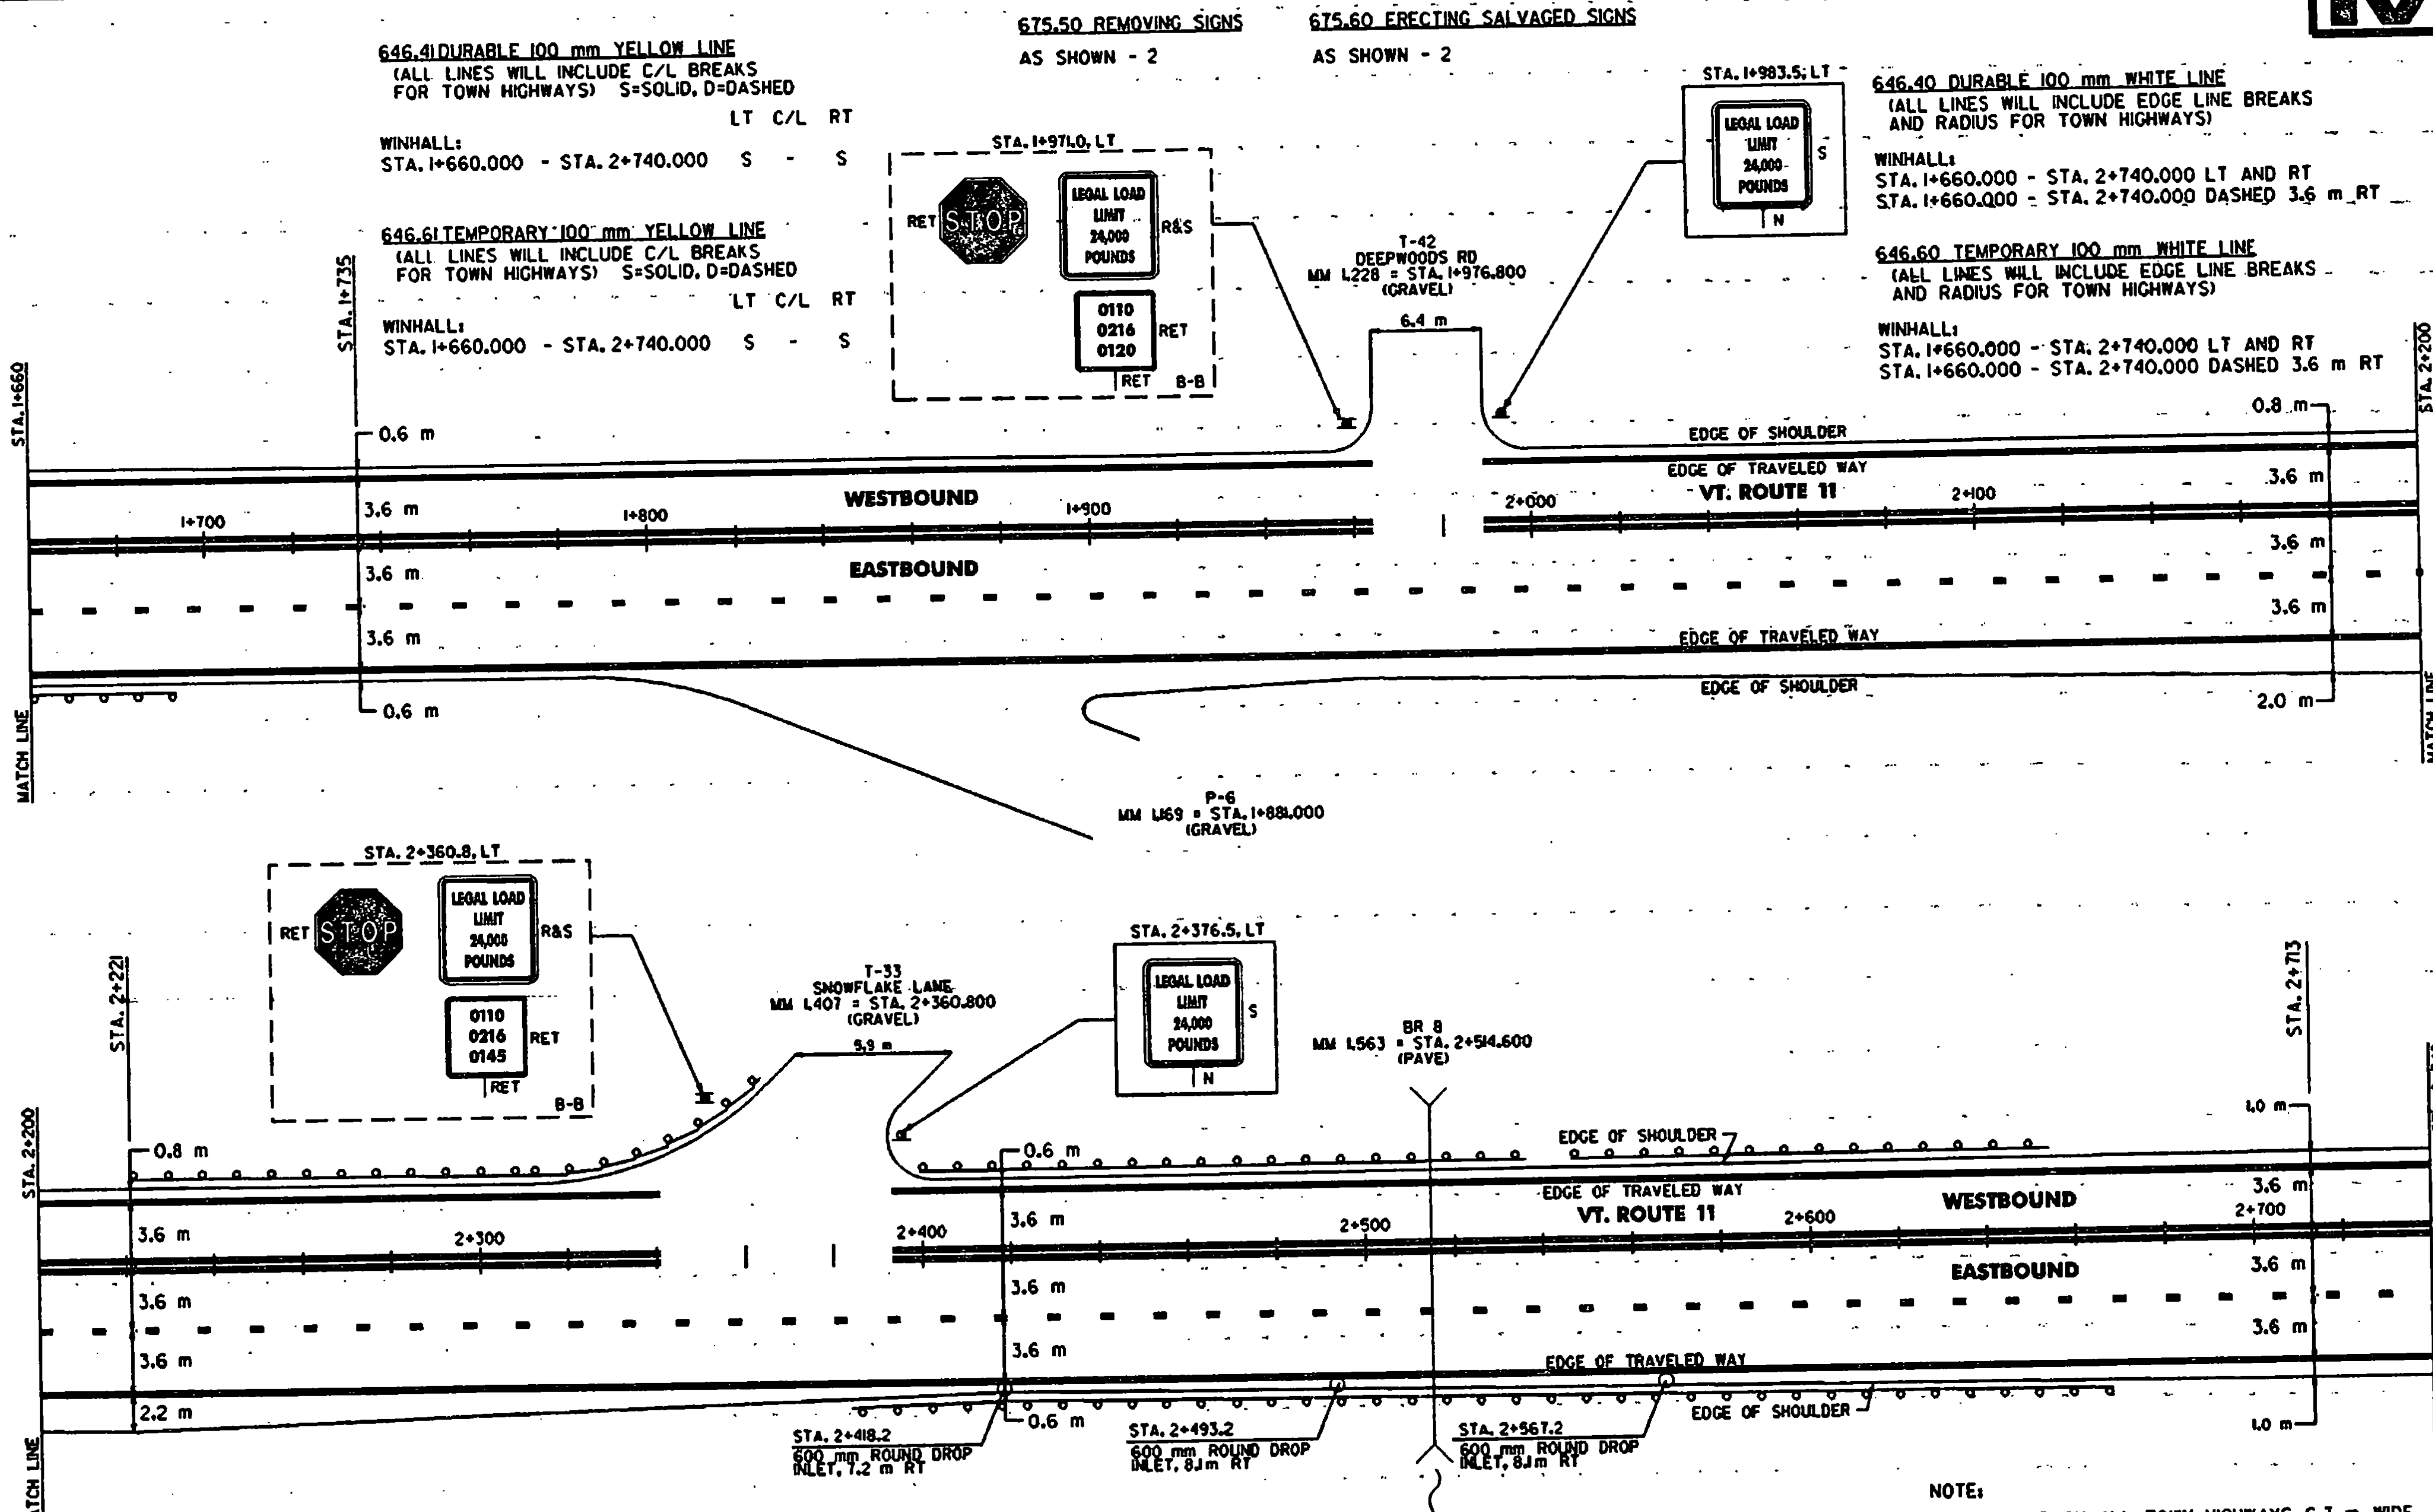 675.50 REMOVING SIGNS
AS SHOWN - 2
675.60 ERECTING SALVAGED SIGNS
AS SHOWN - 2
646.41 DURABLE 100 mm YELLOW LINE
(ALL LINES WILL INCLUDE C/L BREAKS
FOR TOWN HIGHWAYS) S=SOLID, D=DASHED
LT C/L RT
WINHALL:
STA. 1+660.000 - STA. 2+740.000 S - S
646.61 TEMPORARY 100 mm YELLOW LINE
(ALL LINES WILL INCLUDE C/L BREAKS
FOR TOWN HIGHWAYS) S=SOLID, D=DASHED
LT C/L RT
WINHALL:
STA. 1+660.000 - STA. 2+740.000 S - S
STA. 1+971.0, LT
RET
STOP
LEGAL LOAD
LIMIT
24,000
POUNDS
R&S
0110
0216
0120
RET
RET B-B
T-42
DEEPWOODS RD
MM 1.228 = STA. 1+976.800
(GRAVEL)
6.4 m
STA. 1+983.5, LT
LEGAL LOAD
LIMIT
24,000
POUNDS
S
N
646.40 DURABLE 100 mm WHITE LINE
(ALL LINES WILL INCLUDE EDGE LINE BREAKS
AND RADIUS FOR TOWN HIGHWAYS)
WINHALL:
STA. 1+660.000 - STA. 2+740.000 LT AND RT
STA. 1+660.000 - STA. 2+740.000 DASHED 3.6 m RT
646.60 TEMPORARY 100 mm WHITE LINE
(ALL LINES WILL INCLUDE EDGE LINE BREAKS
AND RADIUS FOR TOWN HIGHWAYS)
WINHALL:
STA. 1+660.000 - STA. 2+740.000 LT AND RT
STA. 1+660.000 - STA. 2+740.000 DASHED 3.6 m RT
STA. 1+660
STA. 1+735
STA. 2+200
0.6 m
0.8 m
EDGE OF SHOULDER
EDGE OF TRAVELED WAY
3.6 m
WESTBOUND
VT. ROUTE 11
3.6 m
1+700
1+800
1+900
2+000
2+100
3.6 m
EASTBOUND
3.6 m
3.6 m
3.6 m
EDGE OF TRAVELED WAY
EDGE OF SHOULDER
0.6 m
2.0 m
MATCH LINE
MATCH LINE
P-6
MM 1.169 = STA. 1+881.000
(GRAVEL)
STA. 2+360.8, LT
RET
STOP
LEGAL LOAD
LIMIT
24,000
POUNDS
R&S
0110
0216
0145
RET
RET
B-B
T-33
SNOWFLAKE LANE
MM 1.407 = STA. 2+360.800
(GRAVEL)
5.9 m
STA. 2+376.5, LT
LEGAL LOAD
LIMIT
24,000
POUNDS
S
N
BR 8
MM 1.563 = STA. 2+514.600
(PAVE)
STA. 2+200
STA. 2+221
STA. 2+713
0.8 m
0.6 m
1.0 m
EDGE OF SHOULDER
EDGE OF TRAVELED WAY
VT. ROUTE 11
WESTBOUND
3.6 m
3.6 m
3.6 m
2+300
2+400
2+500
2+600
2+700
EASTBOUND
3.6 m
3.6 m
3.6 m
3.6 m
3.6 m
3.6 m
EDGE OF TRAVELED WAY
EDGE OF SHOULDER
2.2 m
0.6 m
1.0 m
STA. 2+418.2
600 mm ROUND DROP
INLET, 7.2 m RT
STA. 2+493.2
600 mm ROUND DROP
INLET, 8.1m RT
STA. 2+567.2
600 mm ROUND DROP
INLET, 8.1m RT
NOTE: